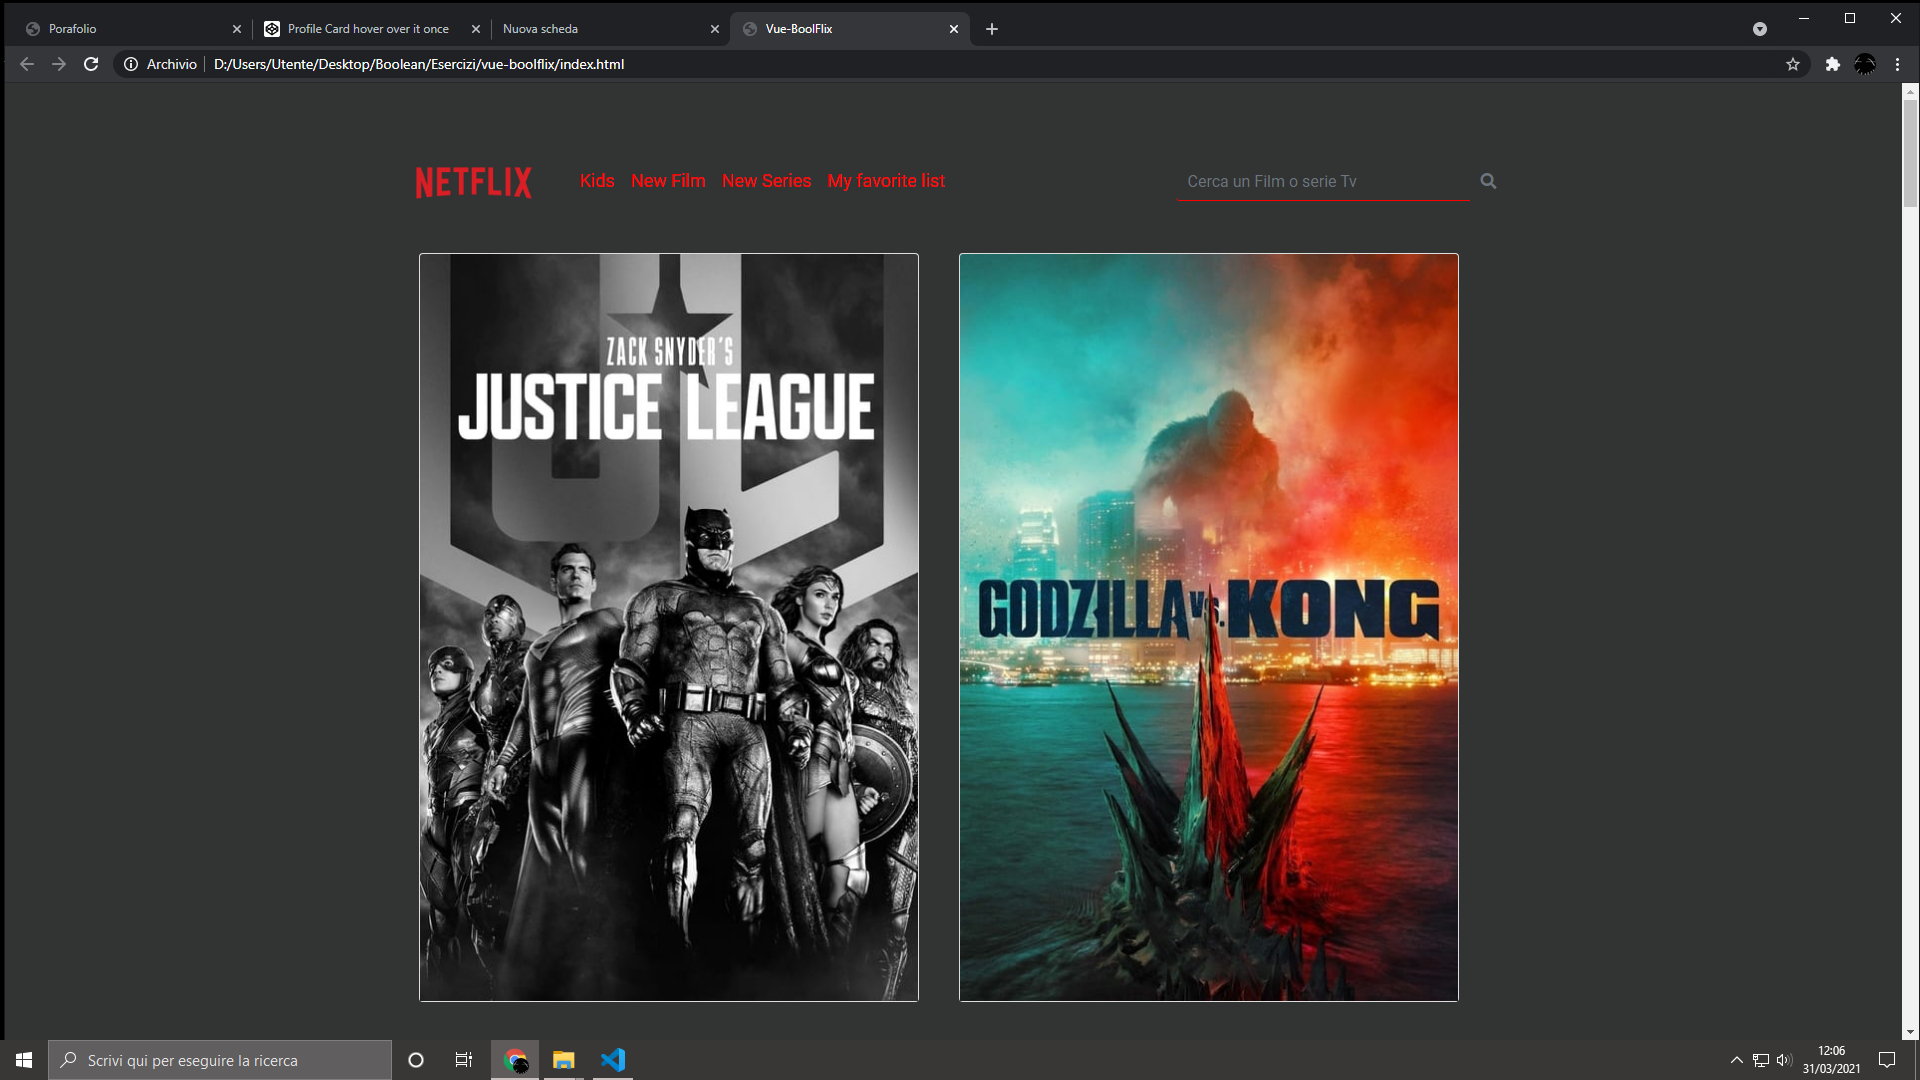 Porafolio
Profile Card hover over it once
Nuova scheda
Vue-BoolFlix
Archivio
D:/Users/Utente/Desktop/Boolean/Esercizi/vue-boolflix/index.html
NETFLIX
Kids
New Film
New Series
My favorite list
Cerca un Film o serie Tv
ZACK SNYDER'S
JUSTICE LEAGUE
JL
GODZILLA VS. KONG
Scrivi qui per eseguire la ricerca
12:06
31/03/2021